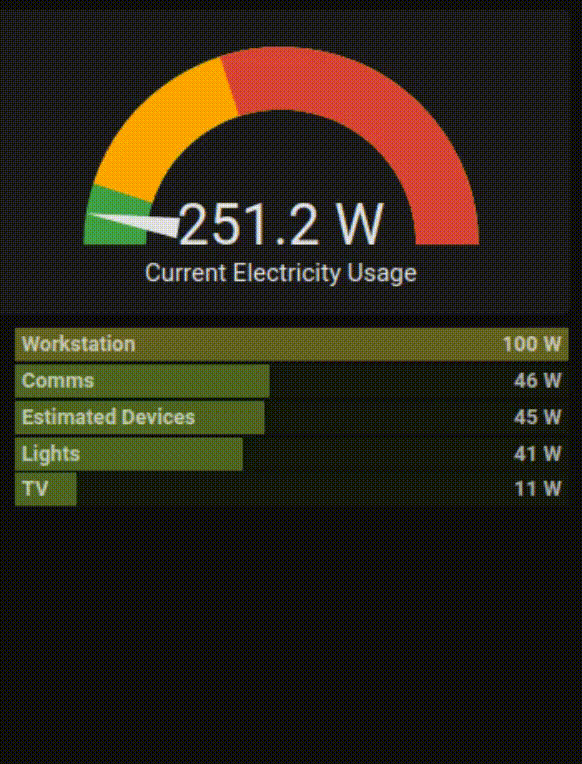 251.2 W
Current Electricity Usage
Workstation 100 W
Comms 46 W
Estimated Devices 45 W
Lights 41 W
TV 11 W